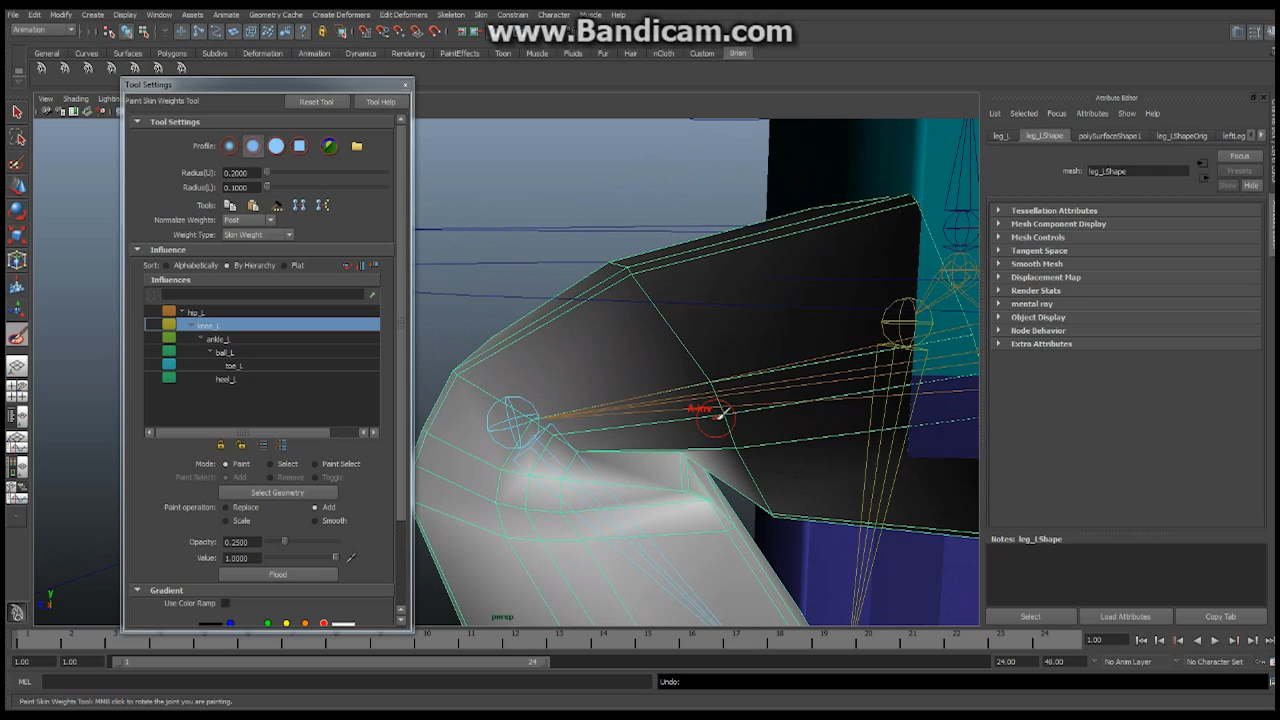 File Edit Modify Create Display Window Assets Animate Geometry Cache Create Deformers Edit Deformers Skeleton Skin Constrain Character Muscle Help
www.Bandicam.com
Animation
General Curves Surfaces Polygons Subdivs Deformation Animation Dynamics Rendering PaintEffects Toon Muscle Fluids Fur Hair nCloth Custom Brian
Tool Settings
Paint Skin Weights Tool Reset Tool Tool Help
Tool Settings
Profile:
Radius(U): 0.2000
Radius(L): 0.1000
Tools:
Normalize Weights: Post
Weight Type: Skin Weight
Influence
Sort: Alphabetically By Hierarchy Flat
Influences
hip_L
knee_L
ankle_L
ball_L
toe_L
heel_L
Mode: Paint Select Paint Select
Paint Select: Add Remove Toggle
Select Geometry
Paint operation: Replace Add
Scale Smooth
Opacity: 0.2500
Value: 1.0000
Flood
Gradient
Use Color Ramp
View Shading Lighting
A-inv
y
persp
Attribute Editor
List Selected Focus Attributes Show Help
leg_L leg_LShape polySurfaceShape1 leg_LShapeOrig leftLeg
mesh: leg_LShape
Focus
Presets
Show Hide
Tessellation Attributes
Mesh Component Display
Mesh Controls
Tangent Space
Smooth Mesh
Displacement Map
Render Stats
mental ray
Object Display
Node Behavior
Extra Attributes
Notes: leg_LShape
Select Load Attributes Copy Tab
1 2 3 10 11 12 13 14 15 16 17 18 19 20 21 22 23 24 1.00
1.00 1.00 1 24 24.00 48.00 No Anim Layer No Character Set
MEL Undo:
Paint Skin Weights Tool: MMB click to rotate the joint you are painting.